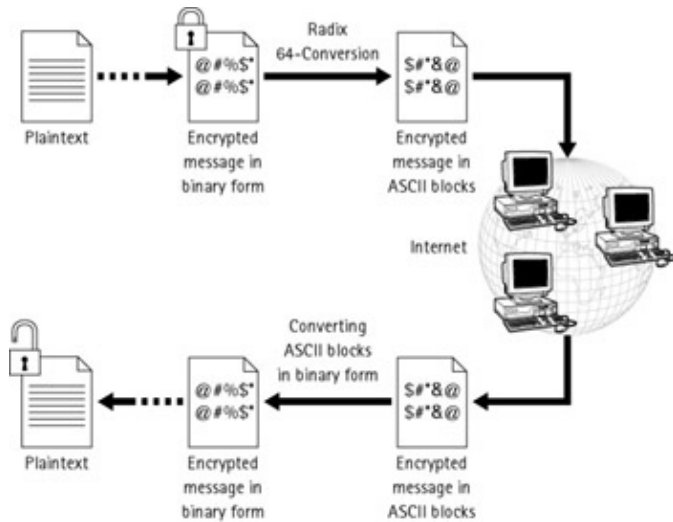 @#%$*
@#%$*
Radix
64-Conversion
$#*&@
$#*&@
Plaintext
Encrypted
message in
binary form
Encrypted
message in
ASCII blocks
Internet
Converting
ASCII blocks
in binary form
@#%$*
@#%$*
$#*&@
$#*&@
Plaintext
Encrypted
message in
binary form
Encrypted
message in
ASCII blocks